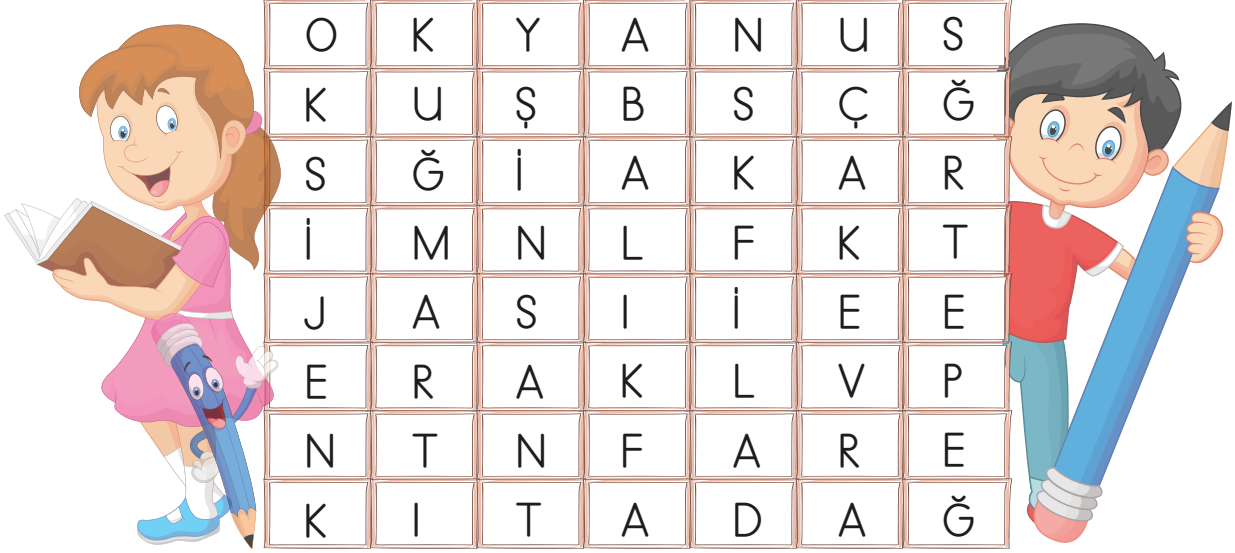 O K Y A N U S
K U Ş B S Ç Ğ
S Ğ İ A K A R
İ M N L F K T
J A S I İ E E
E R A K L V P
N T N F A R E
K I T A D A Ğ